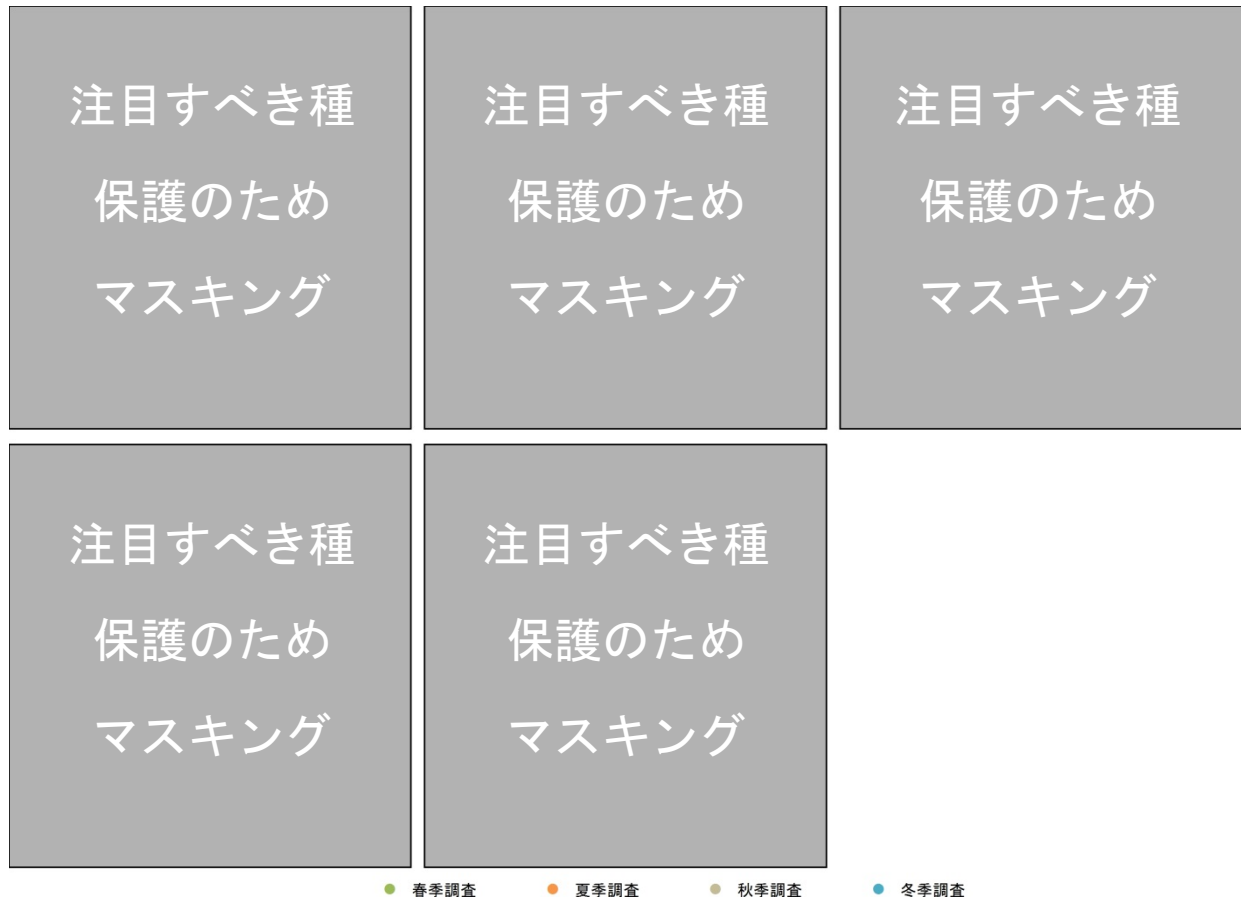 注目すべき種
保護のため
マスキング
注目すべき種
保護のため
マスキング
注目すべき種
保護のため
マスキング
注目すべき種
保護のため
マスキング
注目すべき種
保護のため
マスキング
春季調査 夏季調査 秋季調査 冬季調査